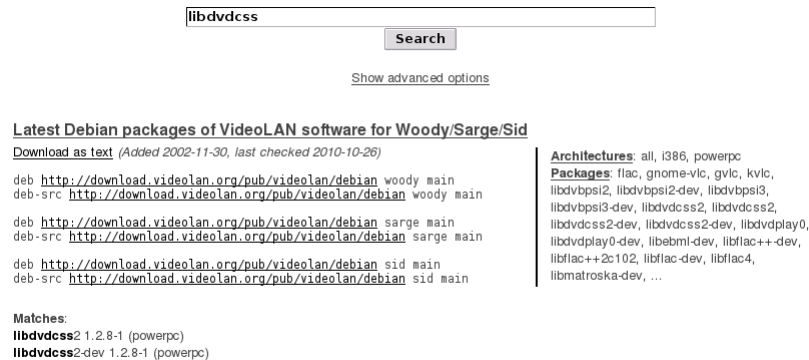 libdvdcss
Search
Show advanced options
Latest Debian packages of VideoLAN software for Woody/Sarge/Sid
Download as text (Added 2002-11-30, last checked 2010-10-26)
deb http://download.videolan.org/pub/videolan/debian woody main
deb-src http://download.videolan.org/pub/videolan/debian woody main
deb http://download.videolan.org/pub/videolan/debian sarge main
deb-src http://download.videolan.org/pub/videolan/debian sarge main
deb http://download.videolan.org/pub/videolan/debian sid main
deb-src http://download.videolan.org/pub/videolan/debian sid main
Architectures: all, i386, powerpc
Packages: flac, gnome-vlc, gvlc, kvlc,
libdvbpsi2, libdvbpsi2-dev, libdvbpsi3,
libdvbpsi3-dev, libdvdcss2, libdvdcss2,
libdvdcss2-dev, libdvdcss2-dev, libdvdplay0,
libdvdplay0-dev, libebml-dev, libflac++-dev,
libflac++2c102, libflac-dev, libflac4,
libmatroska-dev, ...
Matches:
libdvdcss2 1.2.8-1 (powerpc)
libdvdcss2-dev 1.2.8-1 (powerpc)